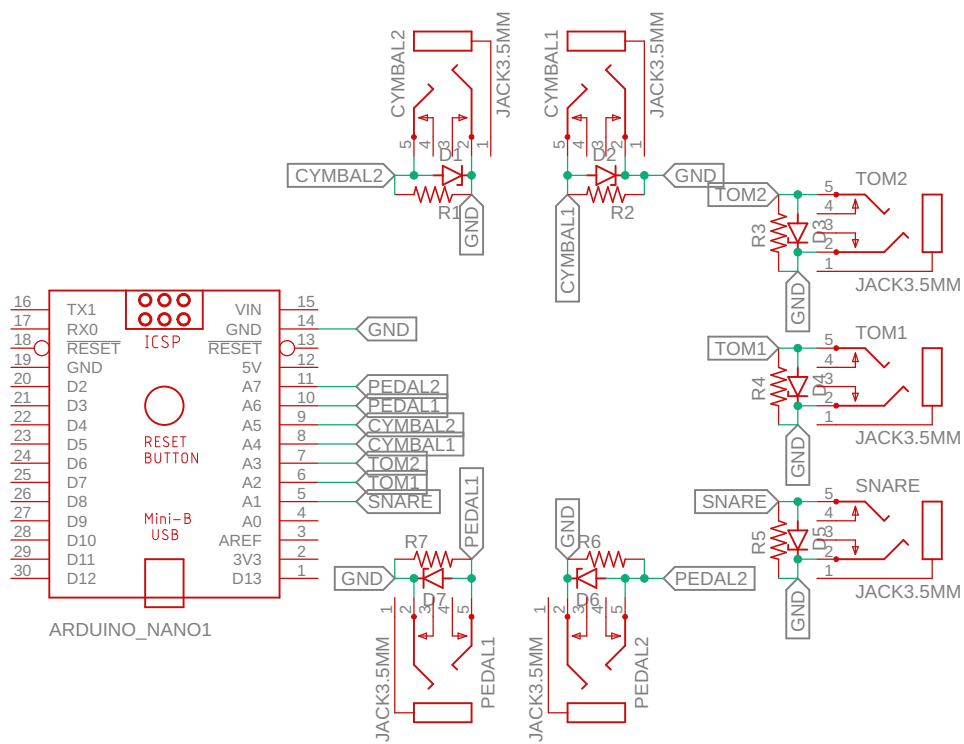 CYMBAL2
JACK3.5MM
5
4
3
2
1
D1
CYMBAL2
R1
GND
CYMBAL1
JACK3.5MM
5
4
3
2
1
D2
GND
R2
CYMBAL1
TOM2
TOM2
5
4
3
2
1
R3
D3
JACK3.5MM
GND
TOM1
TOM1
5
4
3
2
1
R4
D4
JACK3.5MM
GND
SNARE
SNARE
5
4
3
2
1
R5
D5
JACK3.5MM
GND
16 TX1 VIN 15
17 RX0 GND 14 GND
18 RESET RESET 13
19 GND 5V 12
20 D2 A7 11 PEDAL2
21 D3 A6 10 PEDAL1
22 D4 A5 9 CYMBAL2
23 D5 A4 8 CYMBAL1
24 D6 A3 7 TOM2
25 D7 A2 6 TOM1
26 D8 A1 5 SNARE
27 D9 A0 4
28 D10 AREF 3
29 D11 3V3 2
30 D12 D13 1
ICSP
RESET
BUTTON
Mini-B
USB
ARDUINO_NANO1
PEDAL1
R7
GND
D7
1
2
3
4
5
JACK3.5MM
PEDAL1
GND
R6
PEDAL2
D6
1
2
3
4
5
JACK3.5MM
PEDAL2